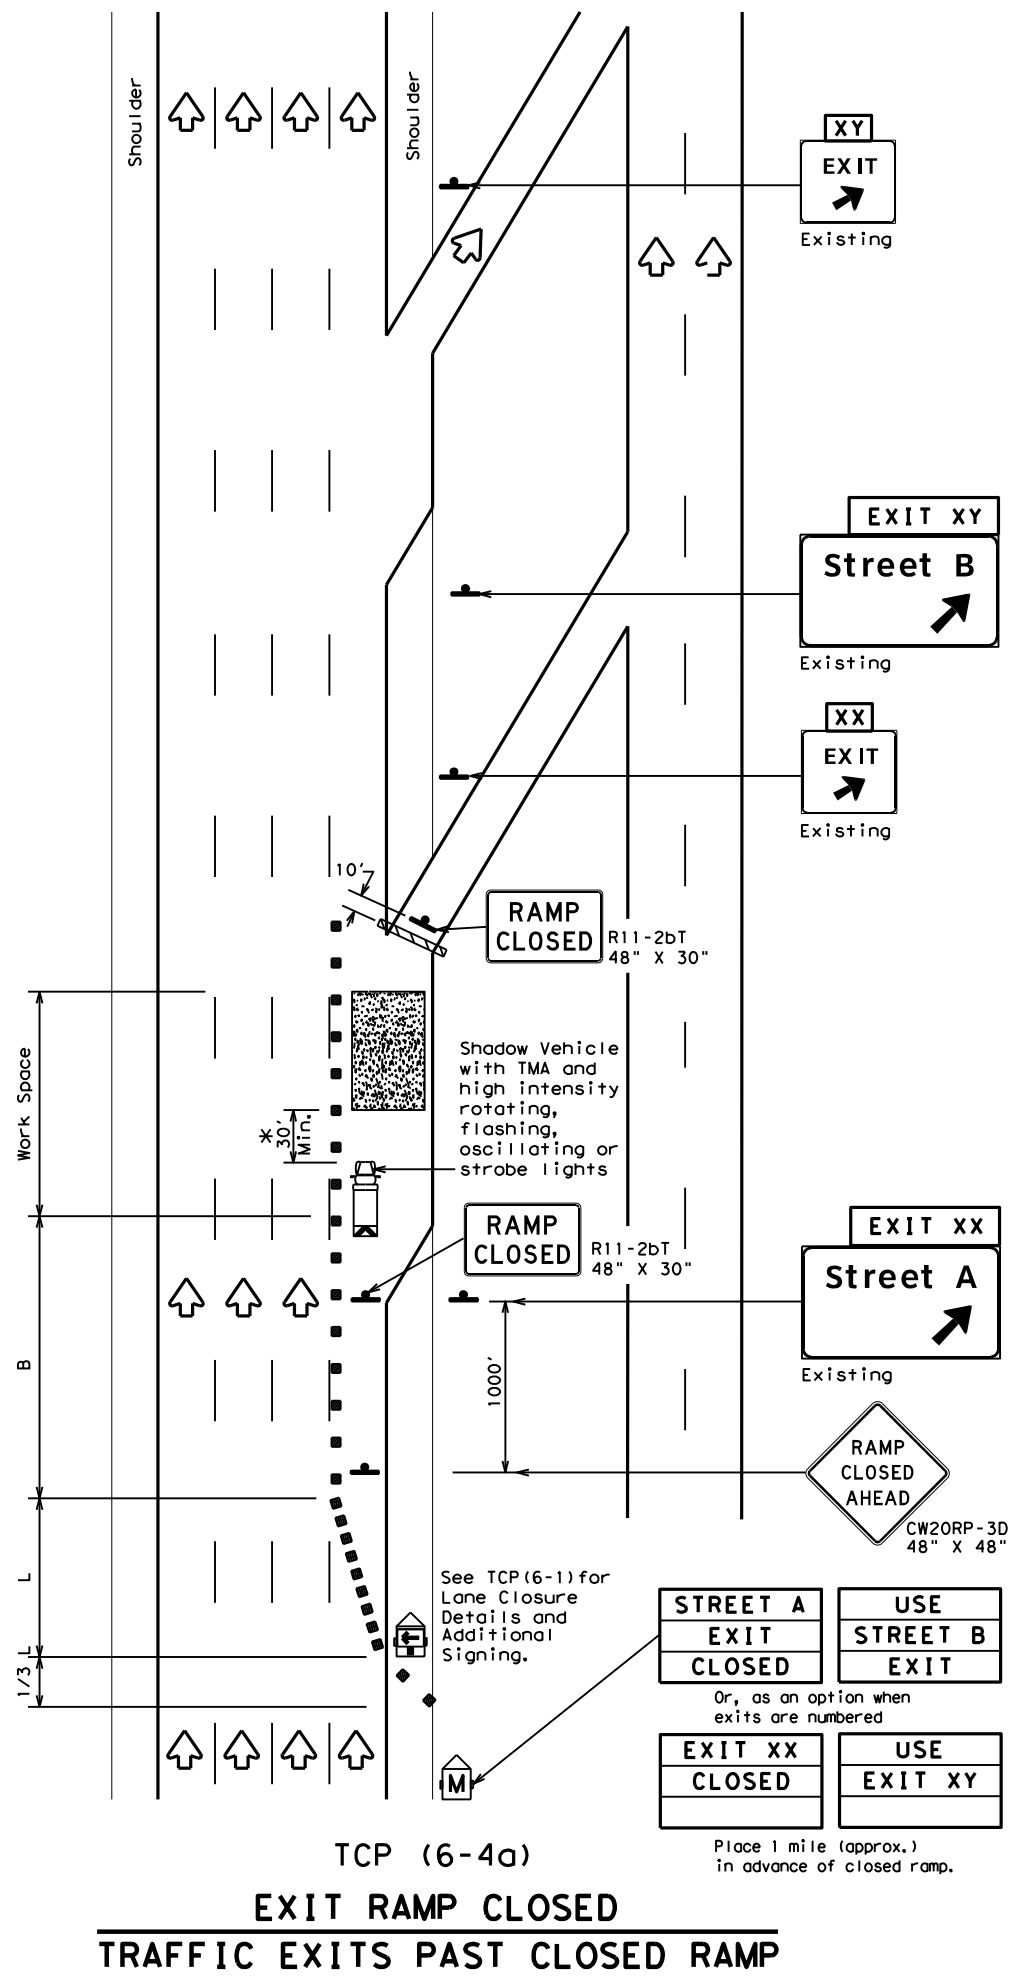 Shoulder
Shoulder
XY
EXIT
Existing
EXIT XY
Street B
Existing
XX
EXIT
Existing
10'
RAMP
CLOSED
R11-2bT
48" X 30"
Work Space
*
30'
Min.
Shadow Vehicle
with TMA and
high intensity
rotating,
flashing,
oscillating or
strobe lights
RAMP
CLOSED
R11-2bT
48" X 30"
EXIT XX
Street A
Existing
B
1000'
RAMP
CLOSED
AHEAD
CW20RP-3D
48" X 48"
L
1/3 L
See TCP(6-1)for
Lane Closure
Details and
Additional
Signing.
STREET A
EXIT
CLOSED
USE
STREET B
EXIT
Or, as an option when
exits are numbered
EXIT XX
CLOSED
USE
EXIT XY
M
Place 1 mile (approx.)
in advance of closed ramp.
TCP (6-4a)
EXIT RAMP CLOSED
TRAFFIC EXITS PAST CLOSED RAMP